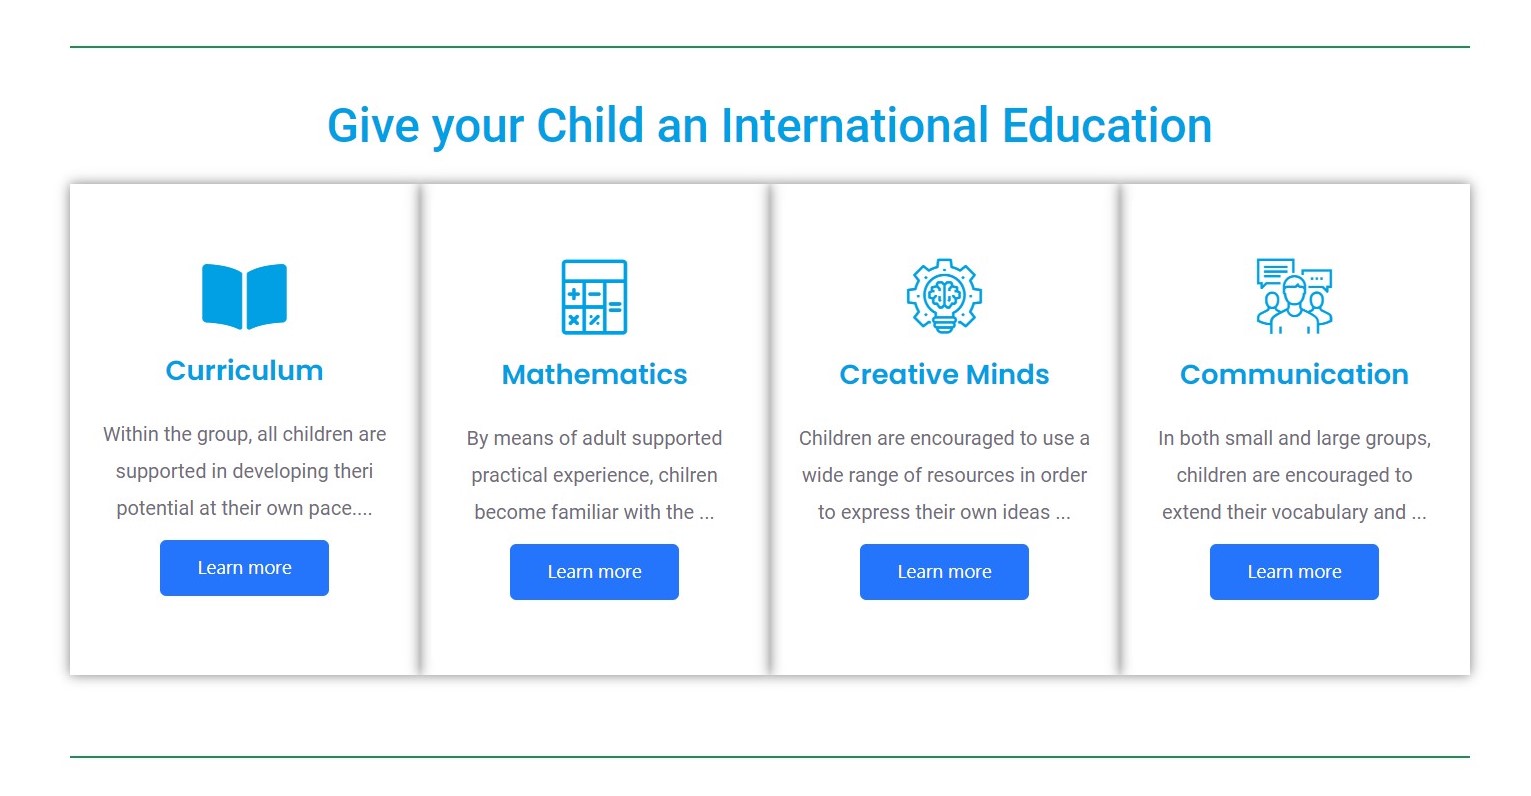 Give your Child an International Education
Curriculum
Within the group, all children are
supported in developing theri
potential at their own pace....
Learn more
Mathematics
By means of adult supported
practical experience, chilren
become familiar with the ...
Learn more
Creative Minds
Children are encouraged to use a
wide range of resources in order
to express their own ideas ...
Learn more
Communication
In both small and large groups,
children are encouraged to
extend their vocabulary and ...
Learn more